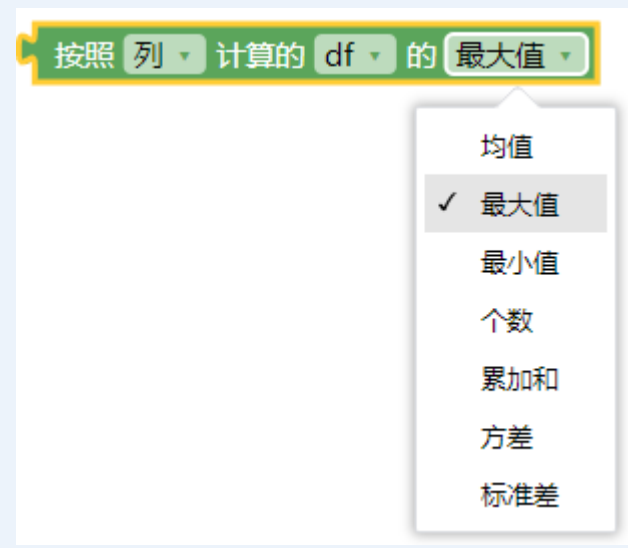 按照 列 计算的 df 的 最大值
均值
✓ 最大值
最小值
个数
累加和
方差
标准差